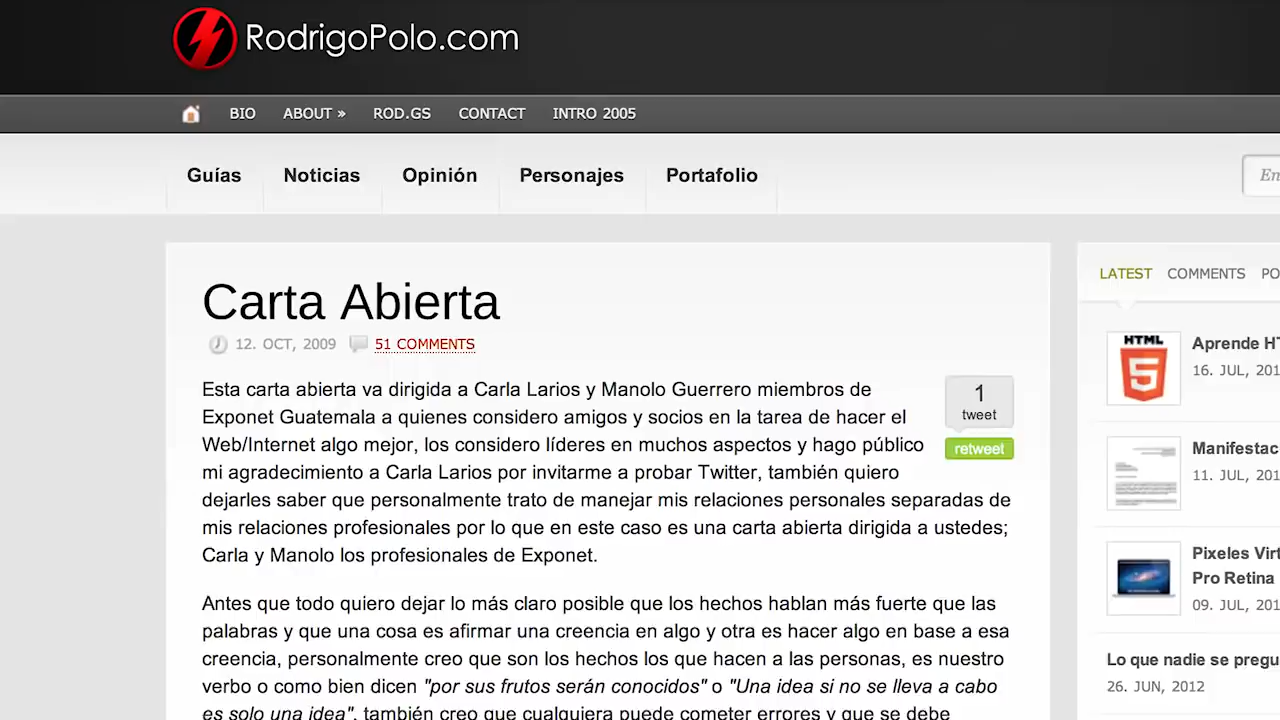 RodrigoPolo.com
BIO ABOUT » ROD.GS CONTACT INTRO 2005
Guías Noticias Opinión Personajes Portafolio
Carta Abierta
12. OCT, 2009 51 COMMENTS
Esta carta abierta va dirigida a Carla Larios y Manolo Guerrero miembros de
Exponet Guatemala a quienes considero amigos y socios en la tarea de hacer el
Web/Internet algo mejor, los considero líderes en muchos aspectos y hago público
mi agradecimiento a Carla Larios por invitarme a probar Twitter, también quiero
dejarles saber que personalmente trato de manejar mis relaciones personales separadas de
mis relaciones profesionales por lo que en este caso es una carta abierta dirigida a ustedes;
Carla y Manolo los profesionales de Exponet.
1
tweet
retweet
Antes que todo quiero dejar lo más claro posible que los hechos hablan más fuerte que las
palabras y que una cosa es afirmar una creencia en algo y otra es hacer algo en base a esa
creencia, personalmente creo que son los hechos los que hacen a las personas, es nuestro
verbo o como bien dicen "por sus frutos serán conocidos" o "Una idea si no se lleva a cabo
es solo una idea", también creo que cualquiera puede cometer errores y que se debe
LATEST COMMENTS
HTML
5
Aprende
16. JUL,
11. JUL,
Pixeles
Pro Retina
09. JUL,
Lo que nadie se
26. JUN, 2012